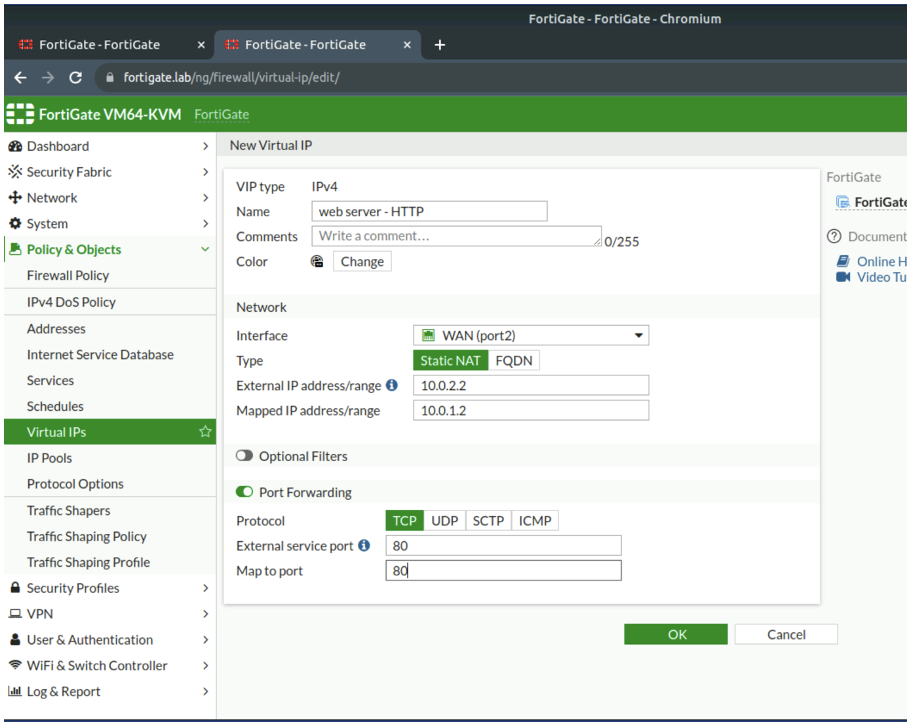 FortiGate - FortiGate - Chromium
FortiGate - FortiGate × FortiGate - FortiGate × +
fortigate.lab/ng/firewall/virtual-ip/edit/
FortiGate VM64-KVM FortiGate
Dashboard
Security Fabric
Network
System
Policy & Objects
Firewall Policy
IPv4 DoS Policy
Addresses
Internet Service Database
Services
Schedules
Virtual IPs
IP Pools
Protocol Options
Traffic Shapers
Traffic Shaping Policy
Traffic Shaping Profile
Security Profiles
VPN
User & Authentication
WiFi & Switch Controller
Log & Report
New Virtual IP
VIP type IPv4
Name web server - HTTP
Comments Write a comment... 0/255
Color Change
Network
Interface WAN (port2)
Type Static NAT FQDN
External IP address/range 10.0.2.2
Mapped IP address/range 10.0.1.2
Optional Filters
Port Forwarding
Protocol TCP UDP SCTP ICMP
External service port 80
Map to port 80
OK Cancel
FortiGate
FortiGate
Document
Online H
Video Tu